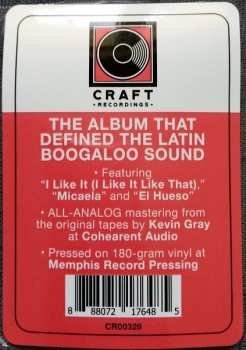 CRAFT
• RECORDINGS •
THE ALBUM THAT
DEFINED THE LATIN
BOOGALOO SOUND
• Featuring
“I Like It (I Like It Like That),”
“Micaela” and “El Hueso”
• ALL-ANALOG mastering from
the original tapes by Kevin Gray
at Cohearent Audio
• Pressed on 180-gram vinyl at
Memphis Record Pressing
8 88072 17648 5
CR00329